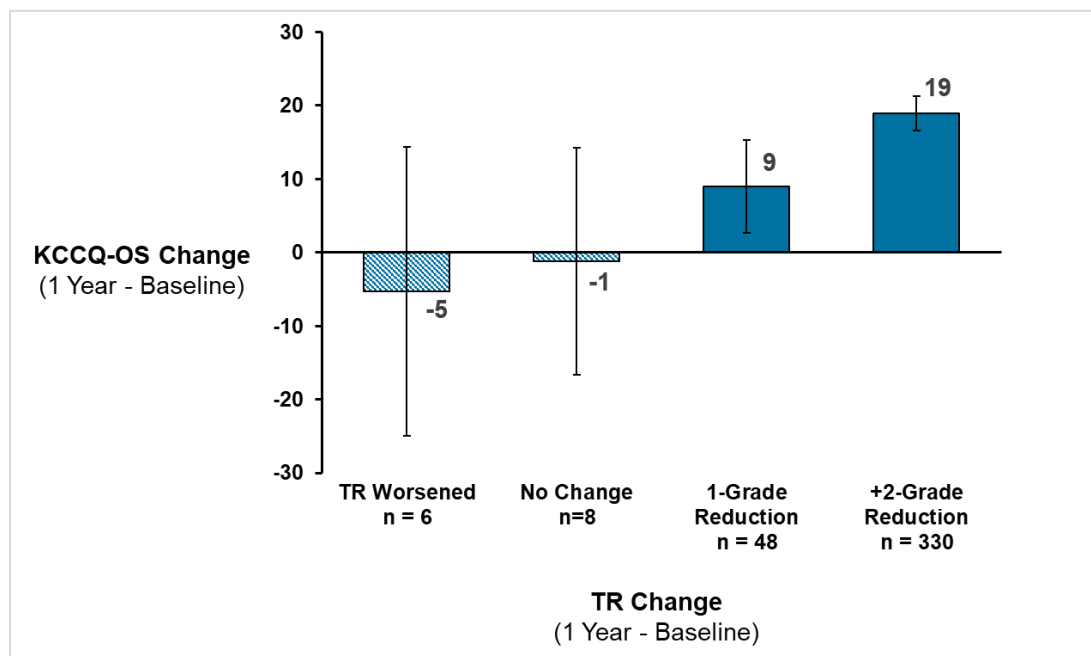 30
20
10
0
-10
-20
-30
KCCQ-OS Change
(1 Year - Baseline)
-5
-1
9
19
TR Worsened
n = 6
No Change
n=8
1-Grade
Reduction
n = 48
+2-Grade
Reduction
n = 330
TR Change
(1 Year - Baseline)